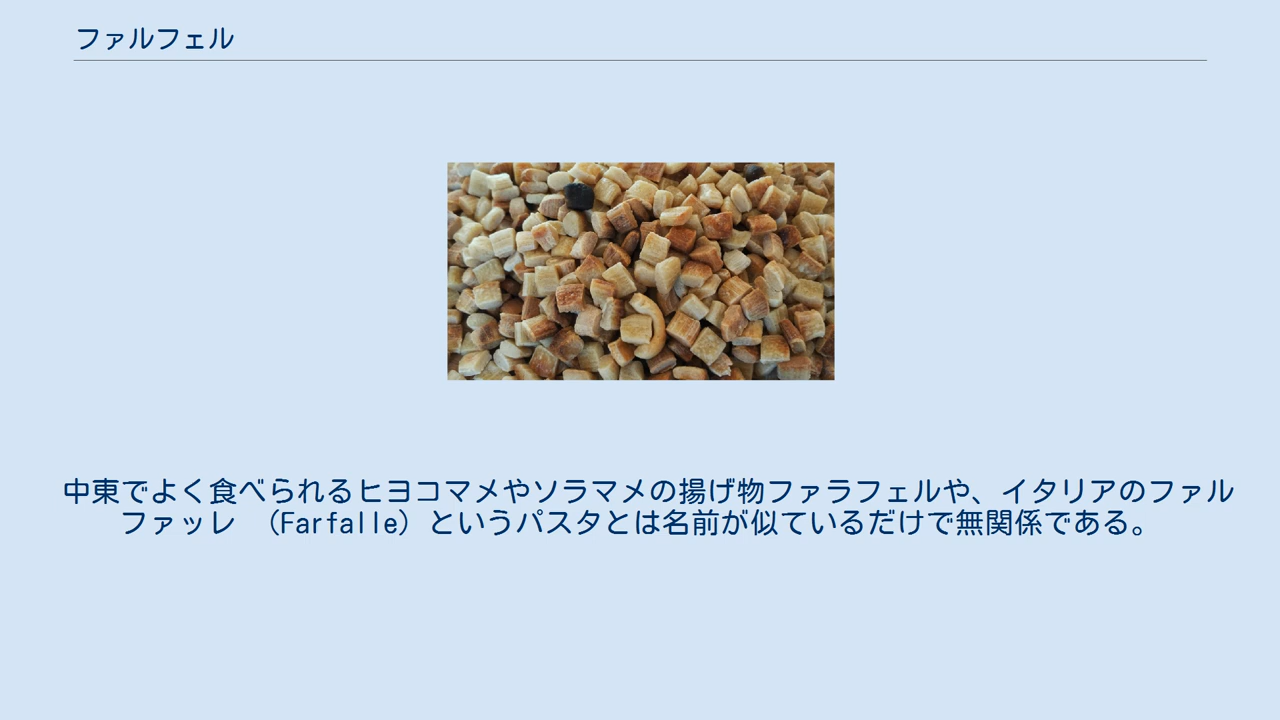 ファルフェル
中東でよく食べられるヒヨコマメやソラマメの揚げ物ファラフェルや、イタリアのファル
ファッレ （Farfalle）というパスタとは名前が似ているだけで無関係である。